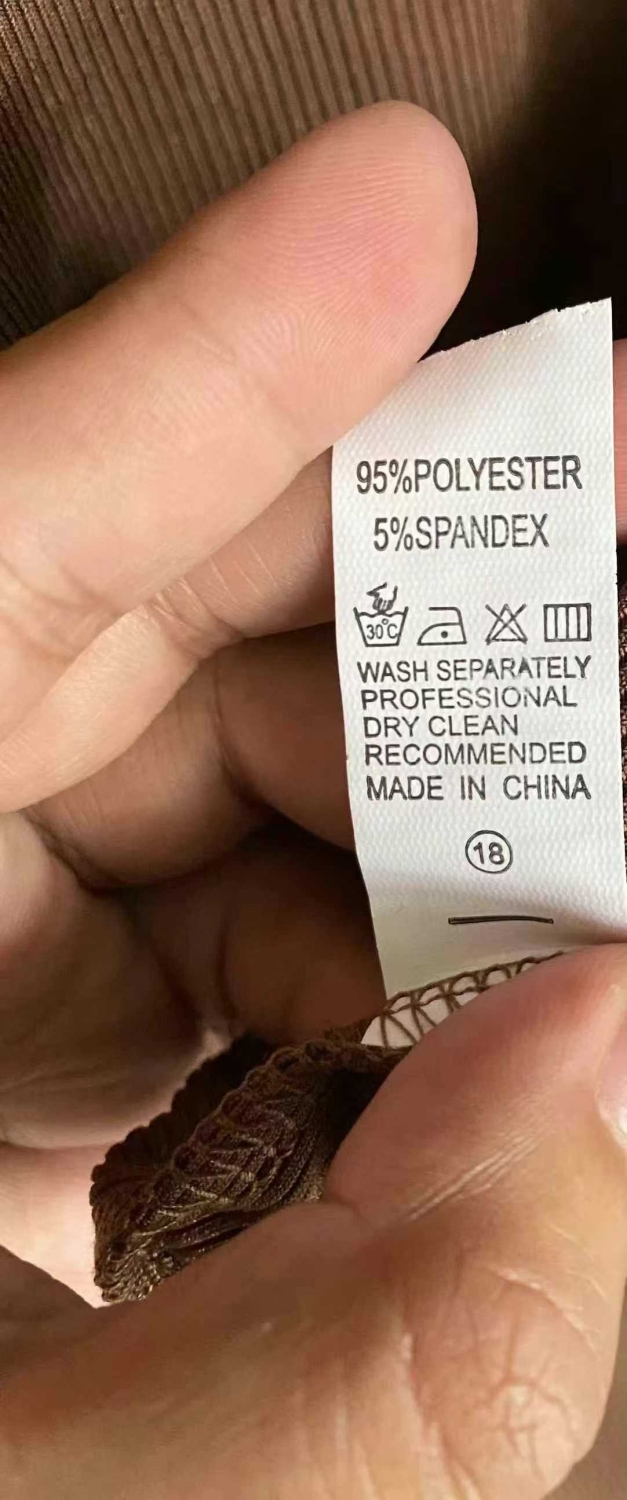 95%POLYESTER
5%SPANDEX
30°C
WASH SEPARATELY
PROFESSIONAL
DRY CLEAN
RECOMMENDED
MADE IN CHINA
18